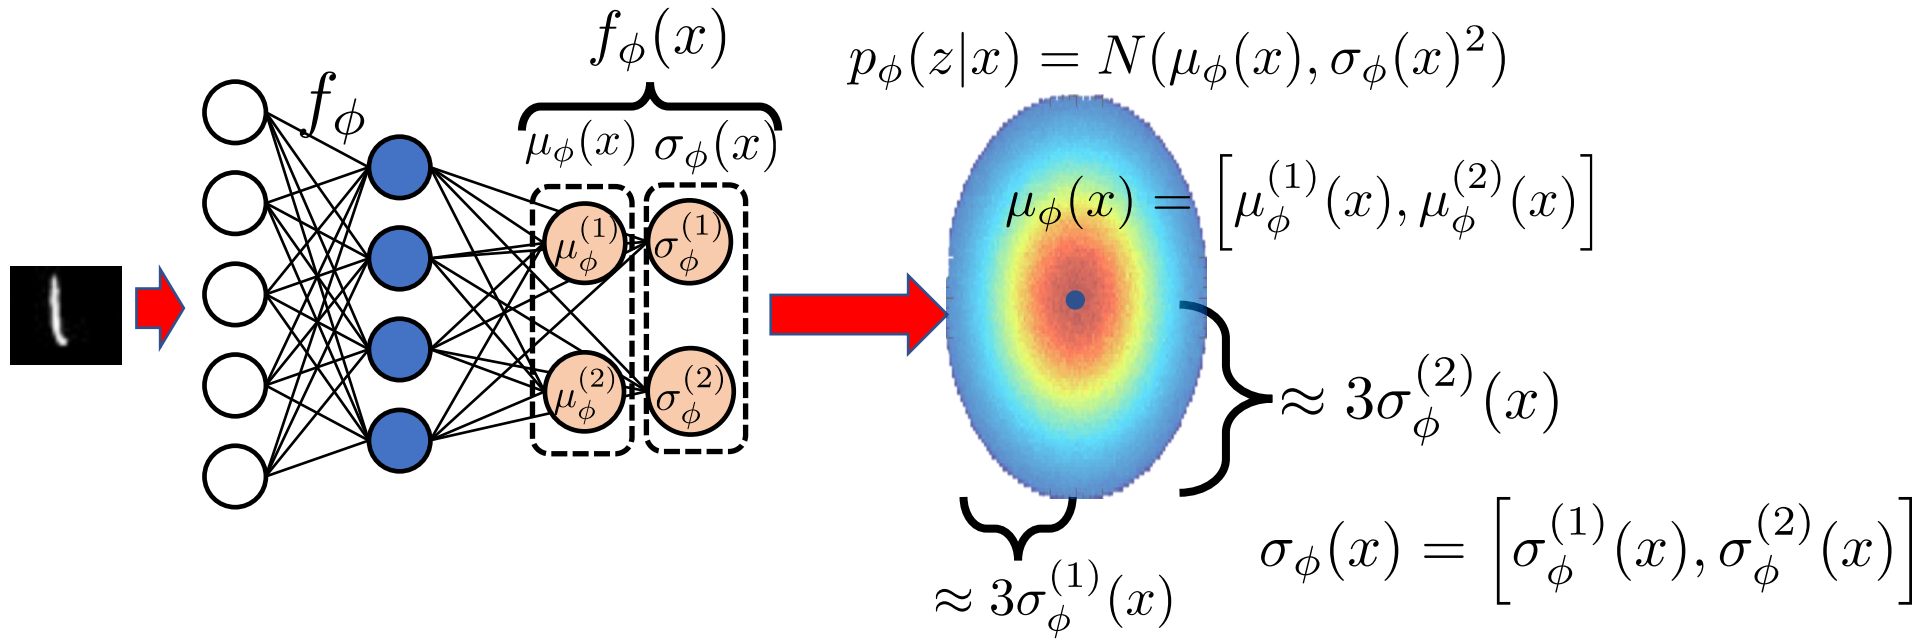 f_ϕ(x)
p_ϕ(z|x) = N(μ_ϕ(x), σ_ϕ(x)²)
f_ϕ
μ_ϕ(x) σ_ϕ(x)
μ_ϕ(x) = [μ_ϕ^(1)(x), μ_ϕ^(2)(x)]
μ_ϕ^(1) σ_ϕ^(1)
μ_ϕ^(2) σ_ϕ^(2)
≈ 3σ_ϕ^(2)(x)
σ_ϕ(x) = [σ_ϕ^(1)(x), σ_ϕ^(2)(x)]
≈ 3σ_ϕ^(1)(x)